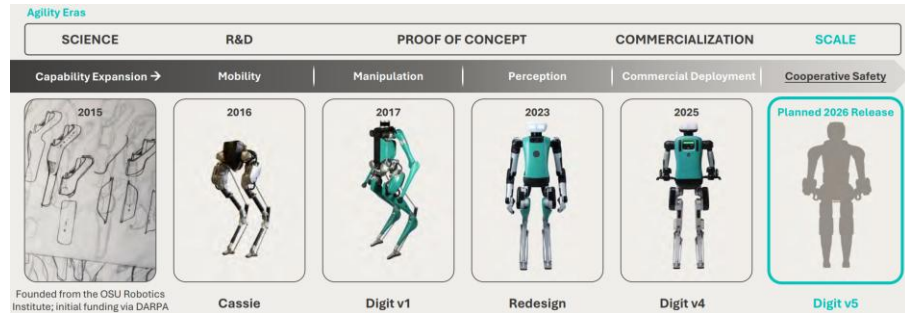 Agility Eras
SCIENCE
R&D
PROOF OF CONCEPT
COMMERCIALIZATION
SCALE
Capability Expansion →
Mobility
Manipulation
Perception
Commercial Deployment
Cooperative Safety
2015
2016
2017
2023
2025
Planned 2026 Release
Founded from the OSU Robotics
Institute; initial funding via DARPA
Cassie
Digit v1
Redesign
Digit v4
Digit v5